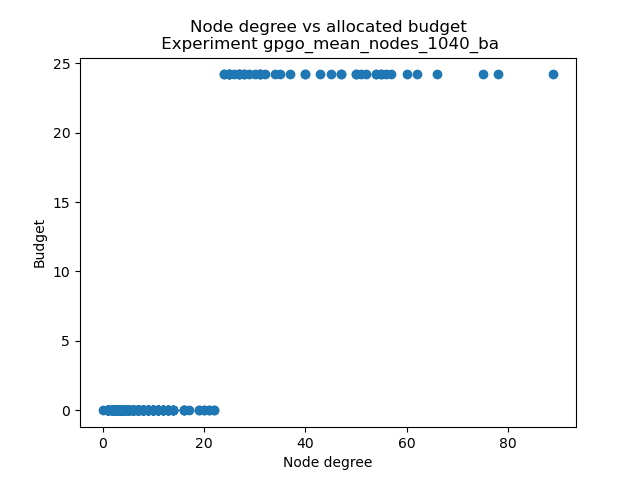 Node degree vs allocated budget
Experiment gpgo_mean_nodes_1040_ba
25
20
15
10
5
0
Budget
0 20 40 60 80
Node degree